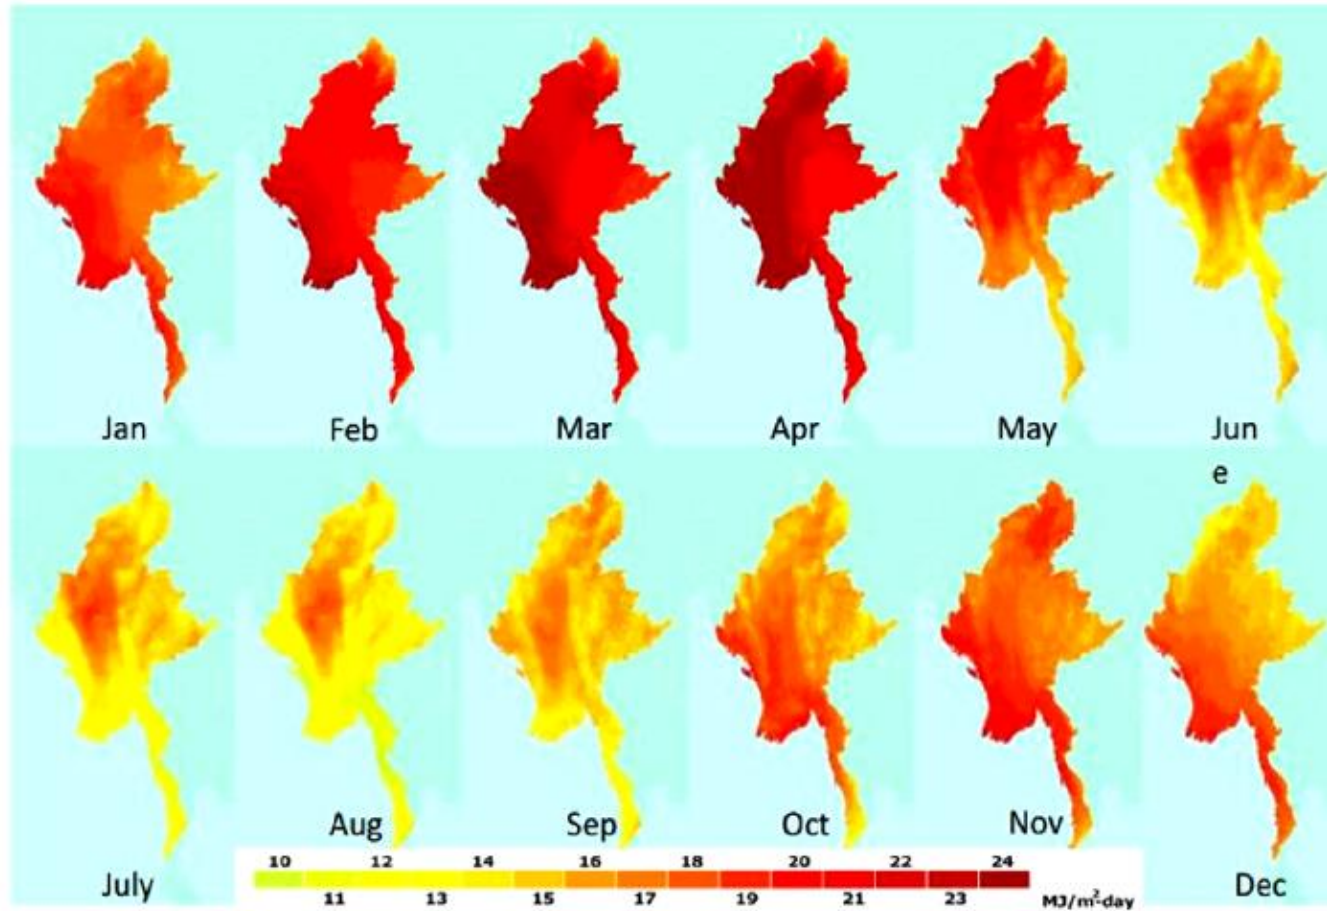 Jan Feb Mar Apr May Jun
e
Aug Sep Oct Nov
10 12 14 16 18 20 22 24
July Dec
11 13 15 17 19 21 23 MJ/m²-day